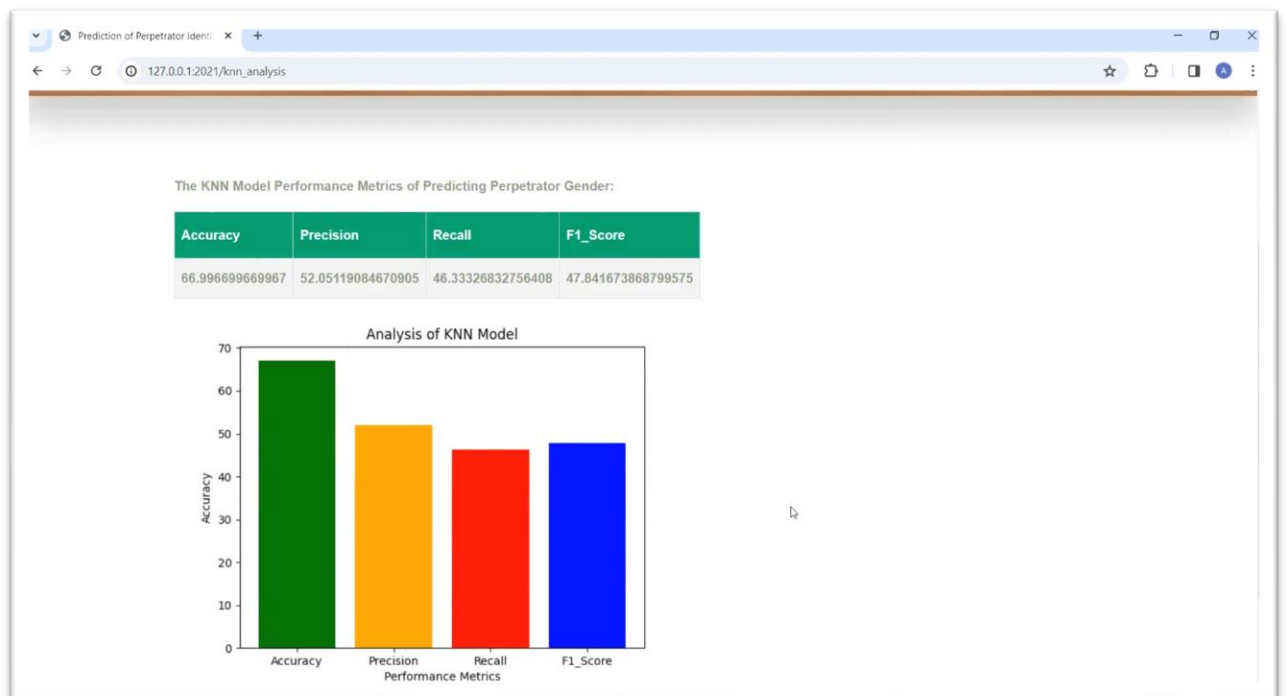 Prediction of Perpetrator Identi
127.0.0.1:2021/knn_analysis
A
The KNN Model Performance Metrics of Predicting Perpetrator Gender:
Accuracy Precision Recall F1_Score
66.996699669967 52.05119084670905 46.33326832756408 47.841673868799575
Analysis of KNN Model
70
60
50
40
30
20
10
0
Accuracy
Accuracy Precision Recall F1_Score
Performance Metrics